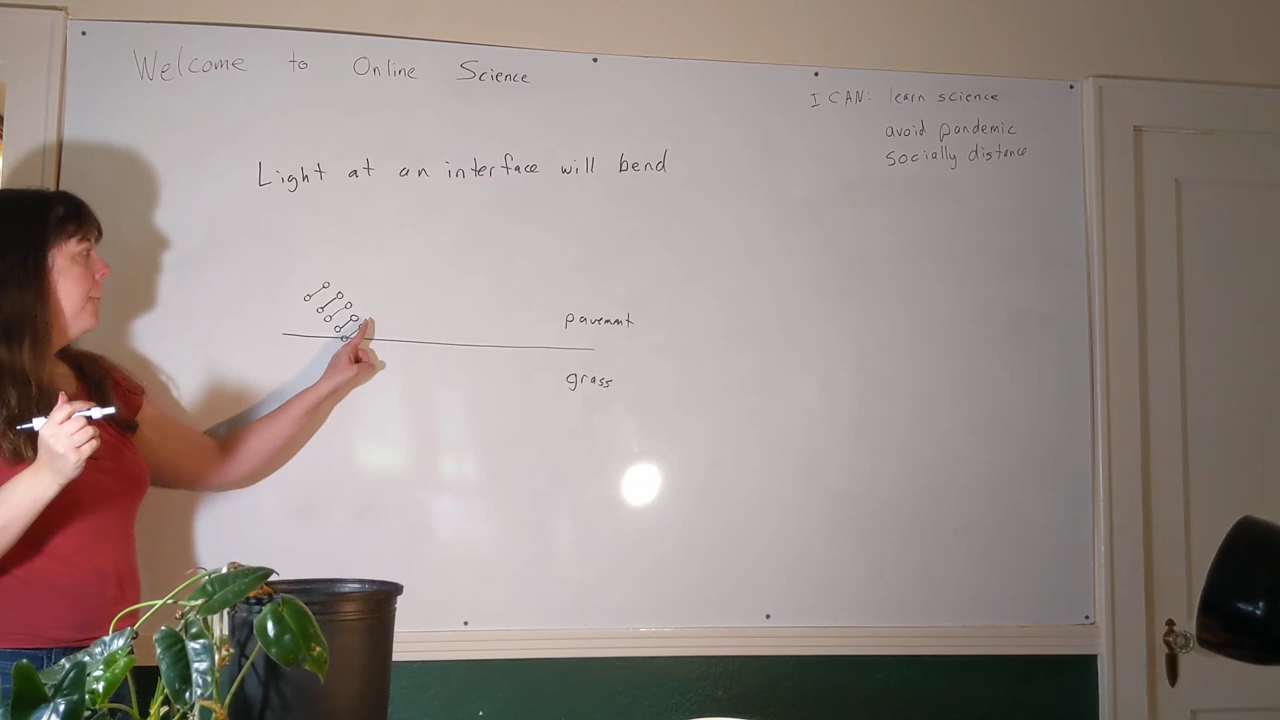 Welcome to Online Science
I CAN: learn science
avoid pandemic
socially distance
Light at an interface will bend
pavement
grass